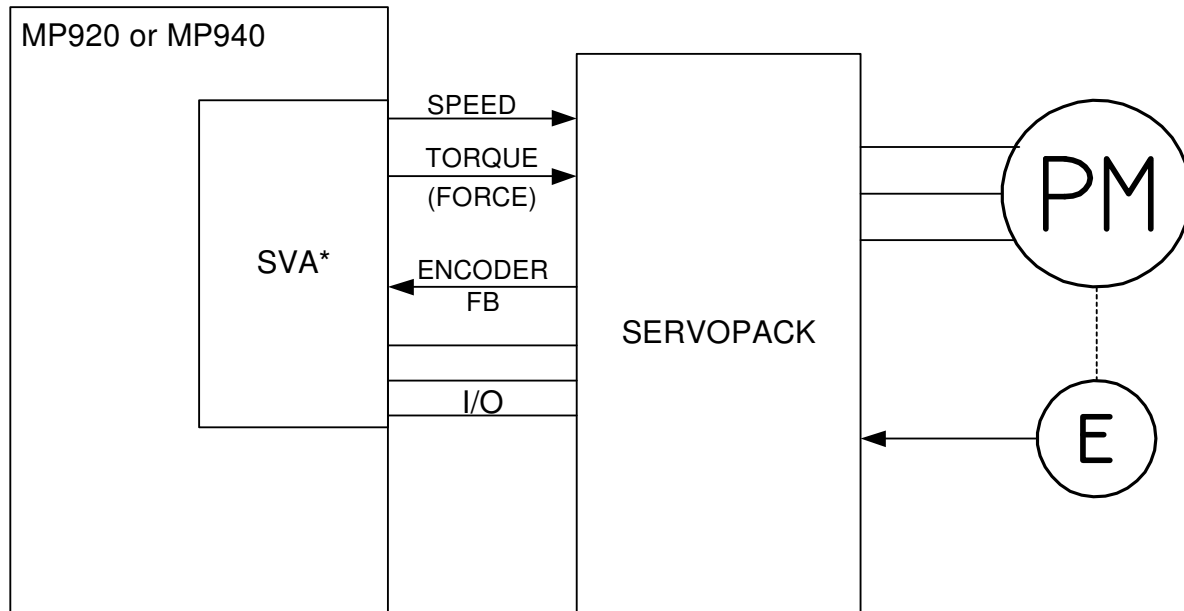 MP920 or MP940
SPEED
TORQUE
(FORCE)
SVA*
ENCODER
FB
I/O
SERVOPACK
PM
E